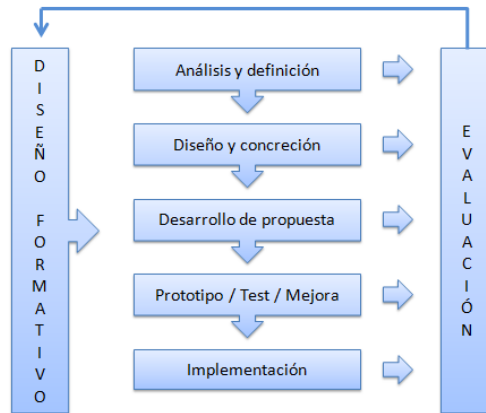 DISEÑO FORMATIVO
Análisis y definición
Diseño y concreción
Desarrollo de propuesta
Prototipo / Test / Mejora
Implementación
EVALUACIÓN